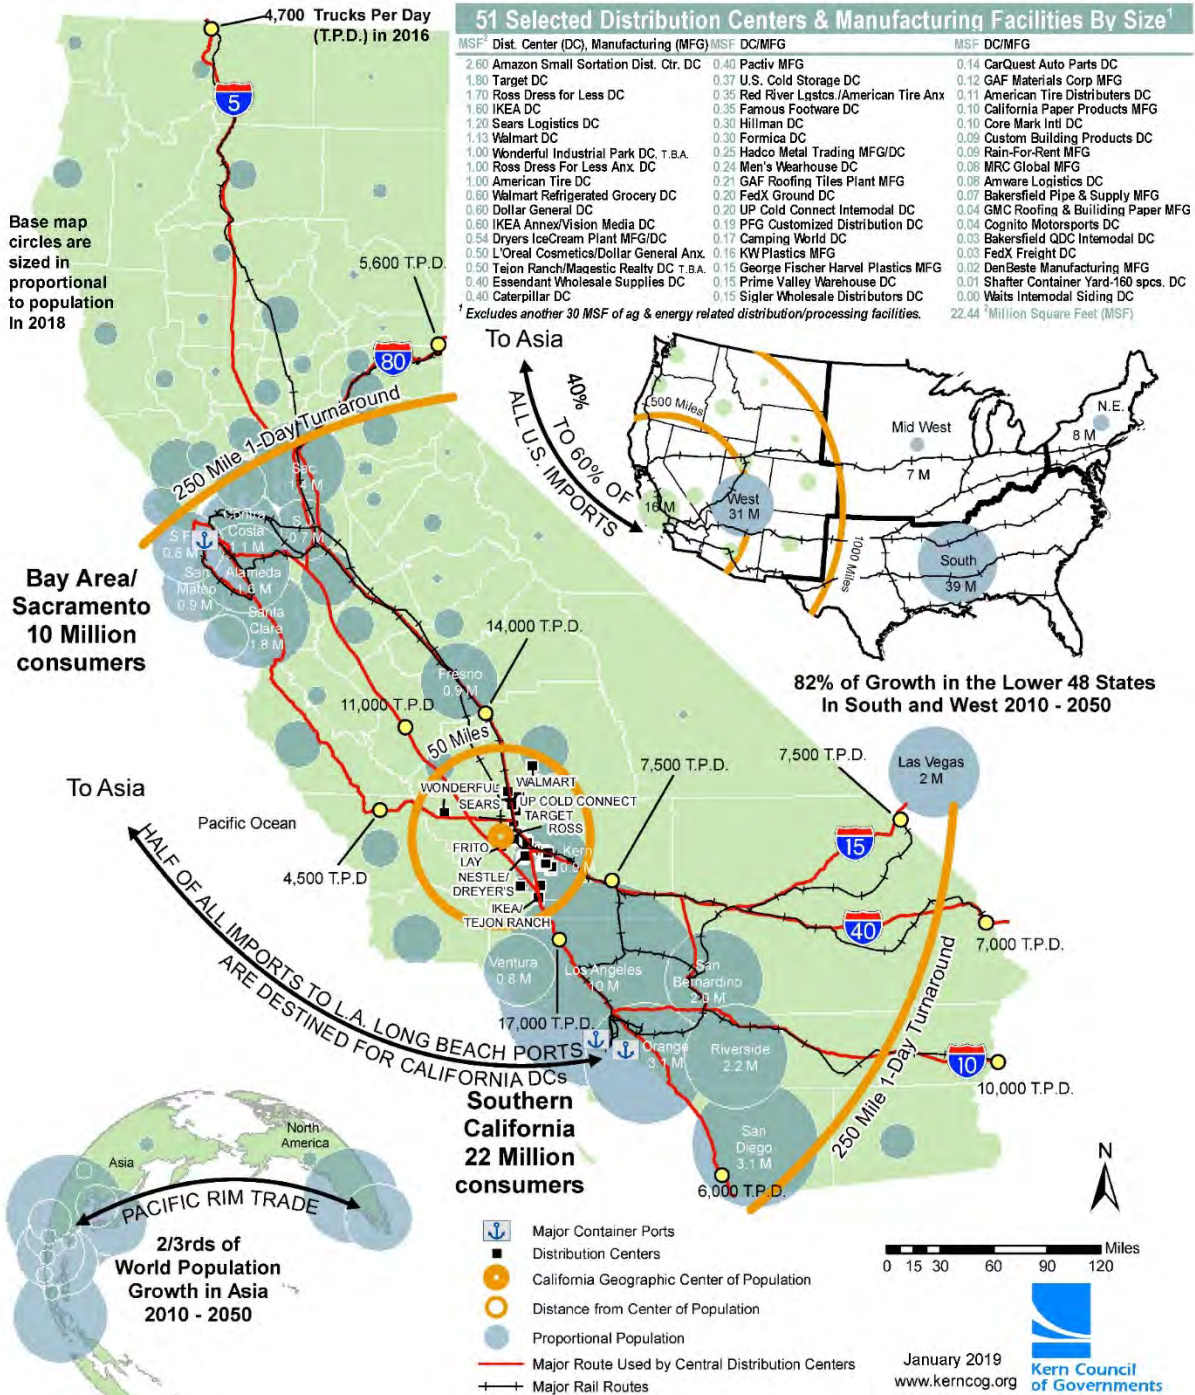 4,700 Trucks Per Day
(T.P.D.) in 2016
5
Base map
circles are
sized in
proportional
to population
In 2018
5,600 T.P.D.
80
51 Selected Distribution Centers & Manufacturing Facilities By Size1
MSF2 Dist. Center (DC), Manufacturing (MFG)
2.60 Amazon Small Sortation Dist. Ctr. DC
1.80 Target DC
1.70 Ross Dress for Less DC
1.60 IKEA DC
1.20 Sears Logistics DC
1.13 Walmart DC
1.00 Wonderful Industrial Park DC, T.B.A.
1.00 Ross Dress For Less Anx. DC
1.00 American Tire DC
0.60 Walmart Refrigerated Grocery DC
0.60 Dollar General DC
0.60 IKEA Annex/Vision Media DC
0.54 Dryers IceCream Plant MFG/DC
0.50 L'Oreal Cosmetics/Dollar General Anx.
0.50 Tejon Ranch/Magestic Realty DC T.B.A.
0.40 Essendant Wholesale Supplies DC
0.40 Caterpillar DC
MSF DC/MFG
0.40 Pactiv MFG
0.37 U.S. Cold Storage DC
0.35 Red River Lgstcs./American Tire Anx
0.35 Famous Footware DC
0.30 Hillman DC
0.30 Formica DC
0.25 Hadco Metal Trading MFG/DC
0.24 Men's Wearhouse DC
0.21 GAF Roofing Tiles Plant MFG
0.20 FedX Ground DC
0.20 UP Cold Connect Intemodal DC
0.19 PFG Customized Distribution DC
0.17 Camping World DC
0.16 KW Plastics MFG
0.15 George Fischer Harvel Plastics MFG
0.15 Prime Valley Warehouse DC
0.15 Sigler Wholesale Distributors DC
MSF DC/MFG
0.14 CarQuest Auto Parts DC
0.12 GAF Materials Corp MFG
0.11 American Tire Distributers DC
0.10 California Paper Products MFG
0.10 Core Mark Intl DC
0.09 Custom Building Products DC
0.09 Rain-For-Rent MFG
0.08 MRC Global MFG
0.08 Amware Logistics DC
0.07 Bakersfield Pipe & Supply MFG
0.04 GMC Roofing & Builiding Paper MFG
0.04 Cognito Motorsports DC
0.03 Bakersfield QDC Intemodal DC
0.03 FedX Freight DC
0.02 DenBeste Manufacturing MFG
0.01 Shafter Container Yard-160 spcs. DC
0.00 Waits Intemodal Siding DC
1 Excludes another 30 MSF of ag & energy related distribution/processing facilities.
22.44 2Million Square Feet (MSF)
To Asia
40% TO 60% OF
ALL U.S. IMPORTS
500 Miles
1000 Miles
16 M
West
31 M
Mid West
7 M
N.E.
8 M
South
39 M
82% of Growth in the Lower 48 States
In South and West 2010 - 2050
250 Mile 1-Day Turnaround
Sac.
1.4 M
Contra
Costa
1.1 M
0.7 M
S F
San
Mateo
0.9 M
Alameda
1.6 M
Santa
Clara
1.8 M
Bay Area/
Sacramento
10 Million
consumers
14,000 T.P.D.
Fresno
0.9 M
11,000 T.P.D
50 Miles
7,500 T.P.D.
7,500 T.P.D.
Las Vegas
2 M
WONDERFUL
WALMART
SEARS
UP COLD CONNECT
TARGET
ROSS
FRITO
LAY
Kern
0.9 M
NESTLE/
DREYER'S
IKEA/
TEJON RANCH
To Asia
Pacific Ocean
4,500 T.P.D
15
40
7,000 T.P.D.
HALF OF ALL IMPORTS TO L.A. LONG BEACH PORTS
ARE DESTINED FOR CALIFORNIA DCs
Ventura
0.8 M
Los Angeles
10 M
San
Bernardino
2.0 M
17,000 T.P.D.
Orange
3.1 M
Riverside
2.2 M
10
10,000 T.P.D.
250 Mile 1-Day Turnaround
San
Diego
3.1 M
6,000 T.P.D.
Southern
California
22 Million
consumers
Asia
North
America
PACIFIC RIM TRADE
2/3rds of
World Population
Growth in Asia
2010 - 2050
Major Container Ports
Distribution Centers
California Geographic Center of Population
Distance from Center of Population
Proportional Population
Major Route Used by Central Distribution Centers
Major Rail Routes
N
Miles
0 15 30 60 90 120
January 2019
www.kerncog.org
Kern Council
of Governments